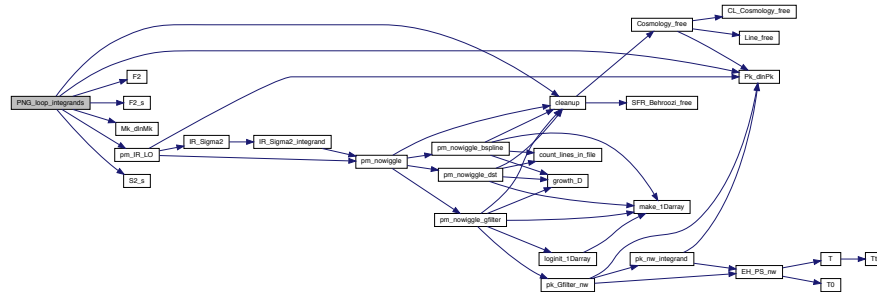 PNG_loop_integrands
F2
F2_s
Mk_dlnMk
pm_IR_LO
S2_s
IR_Sigma2
IR_Sigma2_integrand
pm_nowiggle
pm_nowiggle_bspline
pm_nowiggle_dst
pm_nowiggle_gfilter
cleanup
count_lines_in_file
growth_D
loginit_1Darray
pk_Gfilter_nw
Cosmology_free
SFR_Behroozi_free
make_1Darray
pk_nw_integrand
CL_Cosmology_free
Line_free
Pk_dlnPk
EH_PS_nw
T
T0